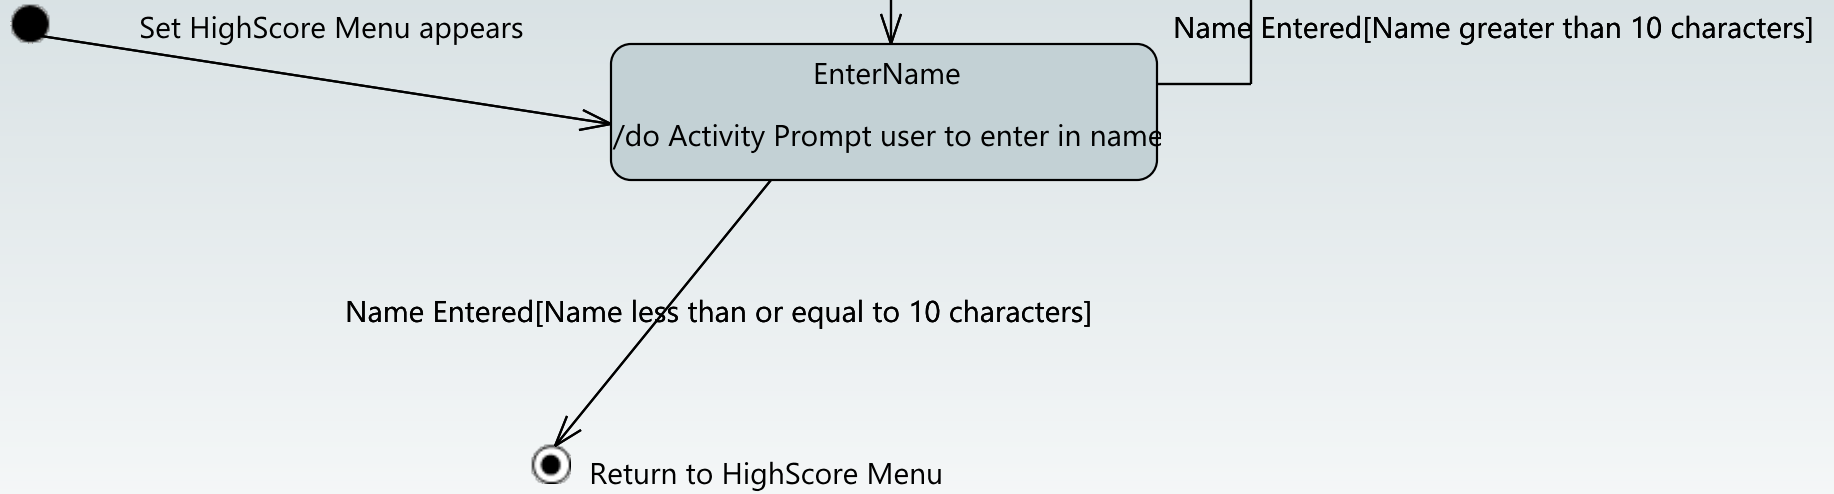 Set HighScore Menu appears
Name Entered[Name greater than 10 characters]
EnterName
/do Activity Prompt user to enter in name
Name Entered[Name less than or equal to 10 characters]
Return to HighScore Menu